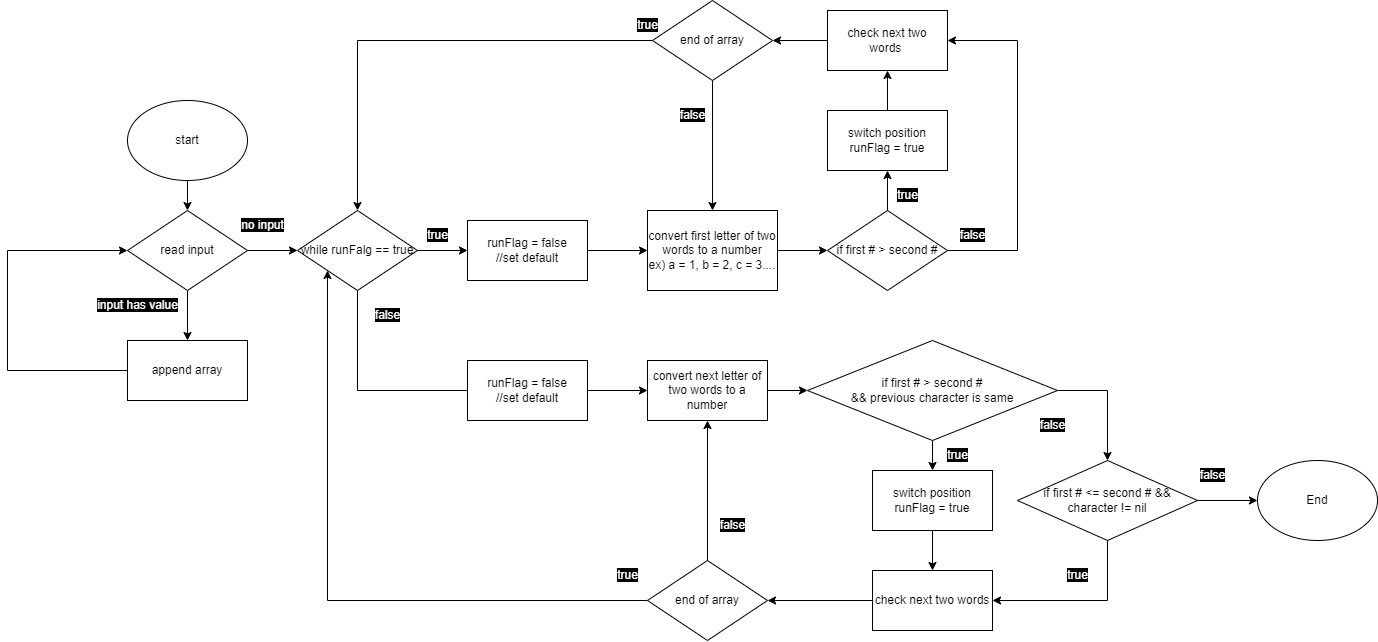 true
end of array
check next two
words
false
start
switch position
runFlag = true
true
no input
read input
while runFalg == true
true
runFlag = false
//set default
convert first letter of two
words to a number
ex) a = 1, b = 2, c = 3....
if first # > second #
false
input has value
false
append array
runFlag = false
//set default
convert next letter of
two words to a
number
if first # > second #
&& previous character is same
false
true
switch position
runFlag = true
if first # <= second # &&
character != nil
false
End
false
true
end of array
check next two words
true